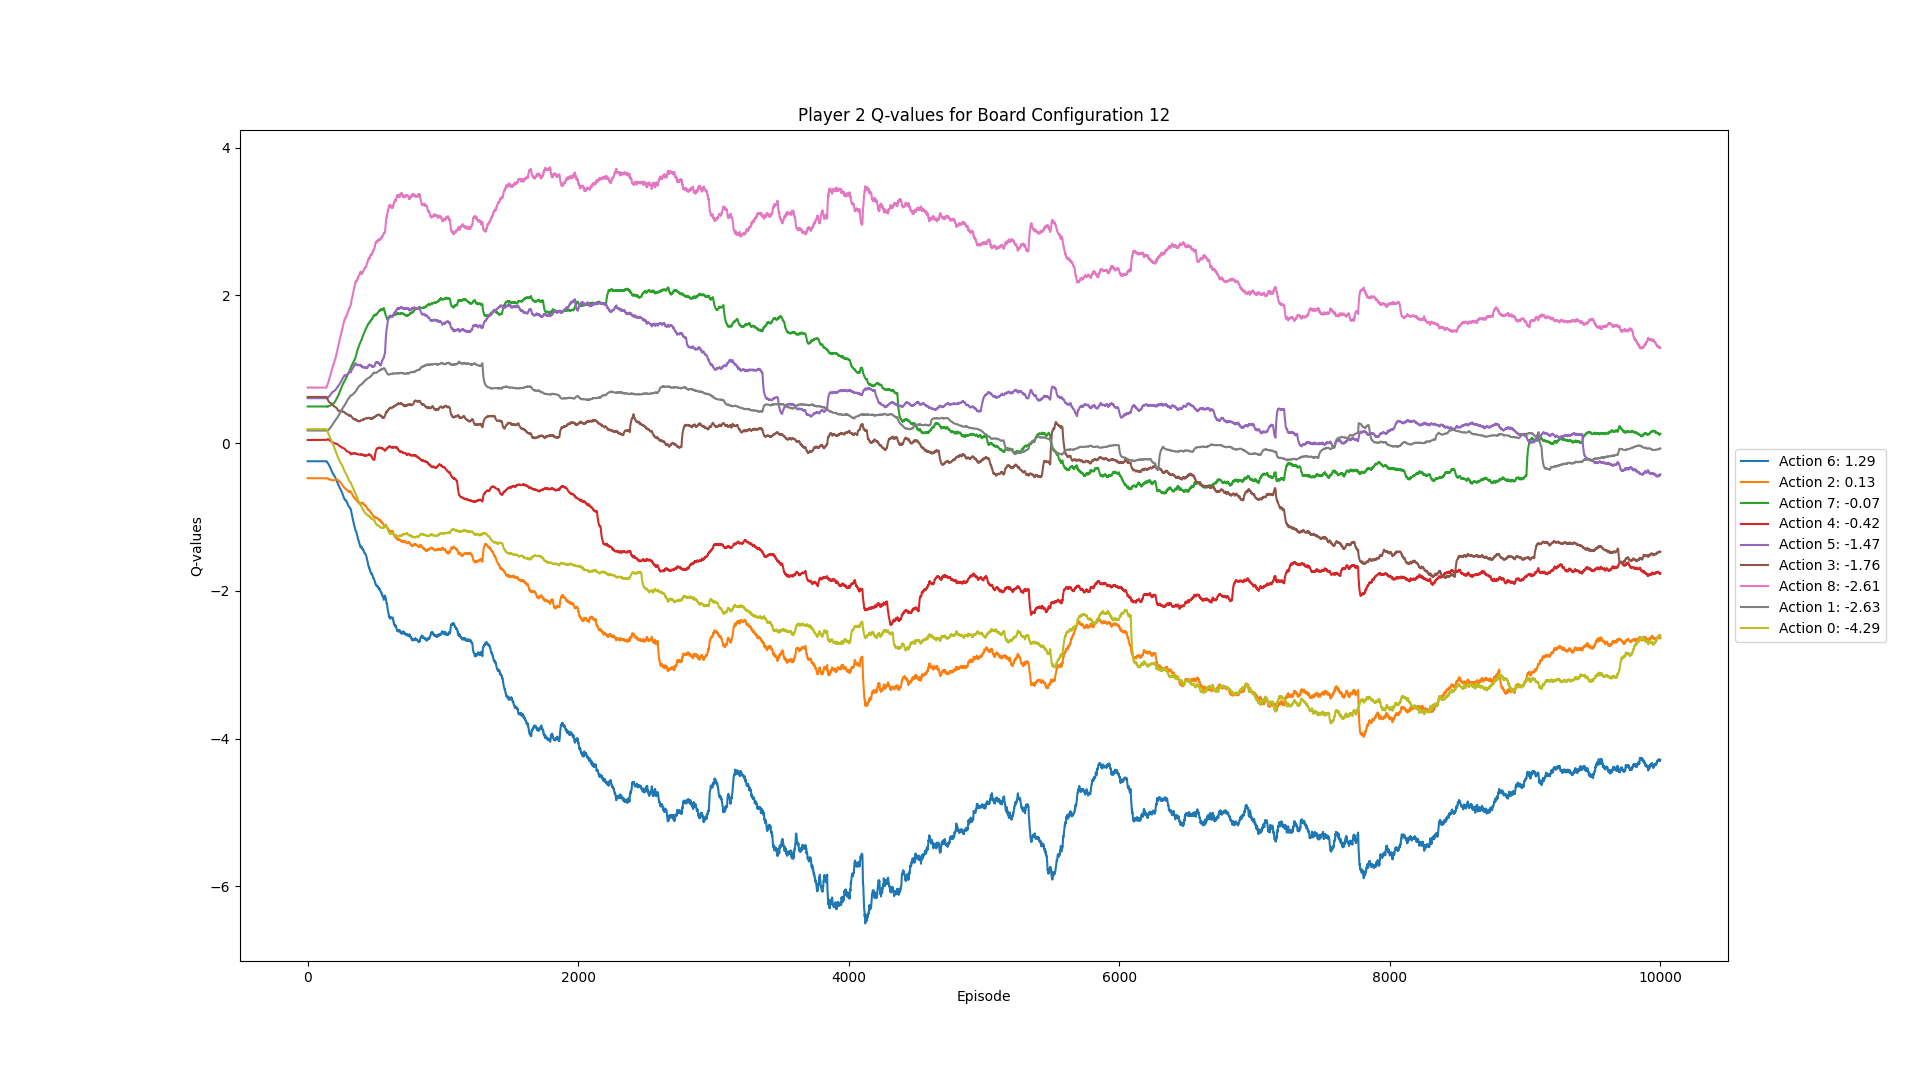 Player 2 Q-values for Board Configuration 12
4
2
0
−2
−4
−6
Q-values
0
2000
4000
6000
8000
10000
Episode
Action 6: 1.29
Action 2: 0.13
Action 7: -0.07
Action 4: -0.42
Action 5: -1.47
Action 3: -1.76
Action 8: -2.61
Action 1: -2.63
Action 0: -4.29